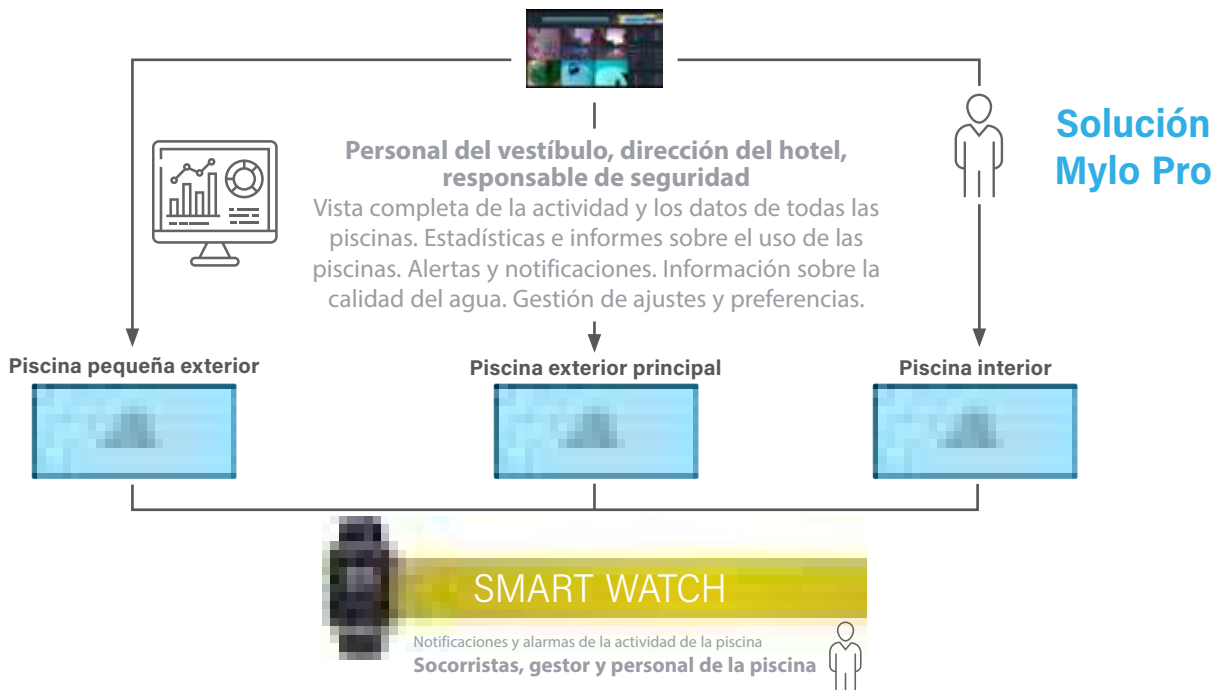 Solución
Mylo Pro
Personal del vestíbulo, dirección del hotel,
responsable de seguridad
Vista completa de la actividad y los datos de todas las
piscinas. Estadísticas e informes sobre el uso de las
piscinas. Alertas y notificaciones. Información sobre la
calidad del agua. Gestión de ajustes y preferencias.
Piscina pequeña exterior
Piscina exterior principal
Piscina interior
SMART WATCH
Notificaciones y alarmas de la actividad de la piscina
Socorristas, gestor y personal de la piscina